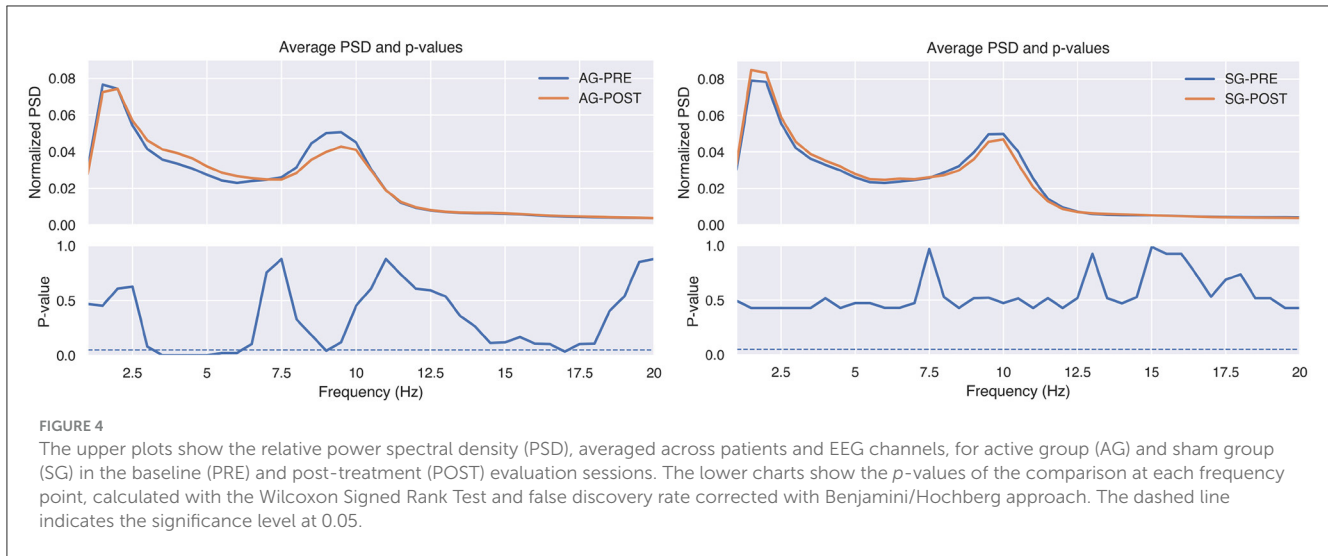 Average PSD and p-values
Normalized PSD
0.08
0.06
0.04
0.02
0.00
AG-PRE
AG-POST
P-value
1.0
0.5
0.0
2.5 5 7.5 10 12.5 15 17.5 20
Frequency (Hz)
Average PSD and p-values
Normalized PSD
0.08
0.06
0.04
0.02
0.00
SG-PRE
SG-POST
P-value
1.0
0.5
0.0
2.5 5 7.5 10 12.5 15 17.5 20
Frequency (Hz)
FIGURE 4
The upper plots show the relative power spectral density (PSD), averaged across patients and EEG channels, for active group (AG) and sham group
(SG) in the baseline (PRE) and post-treatment (POST) evaluation sessions. The lower charts show the p-values of the comparison at each frequency
point, calculated with the Wilcoxon Signed Rank Test and false discovery rate corrected with Benjamini/Hochberg approach. The dashed line
indicates the significance level at 0.05.